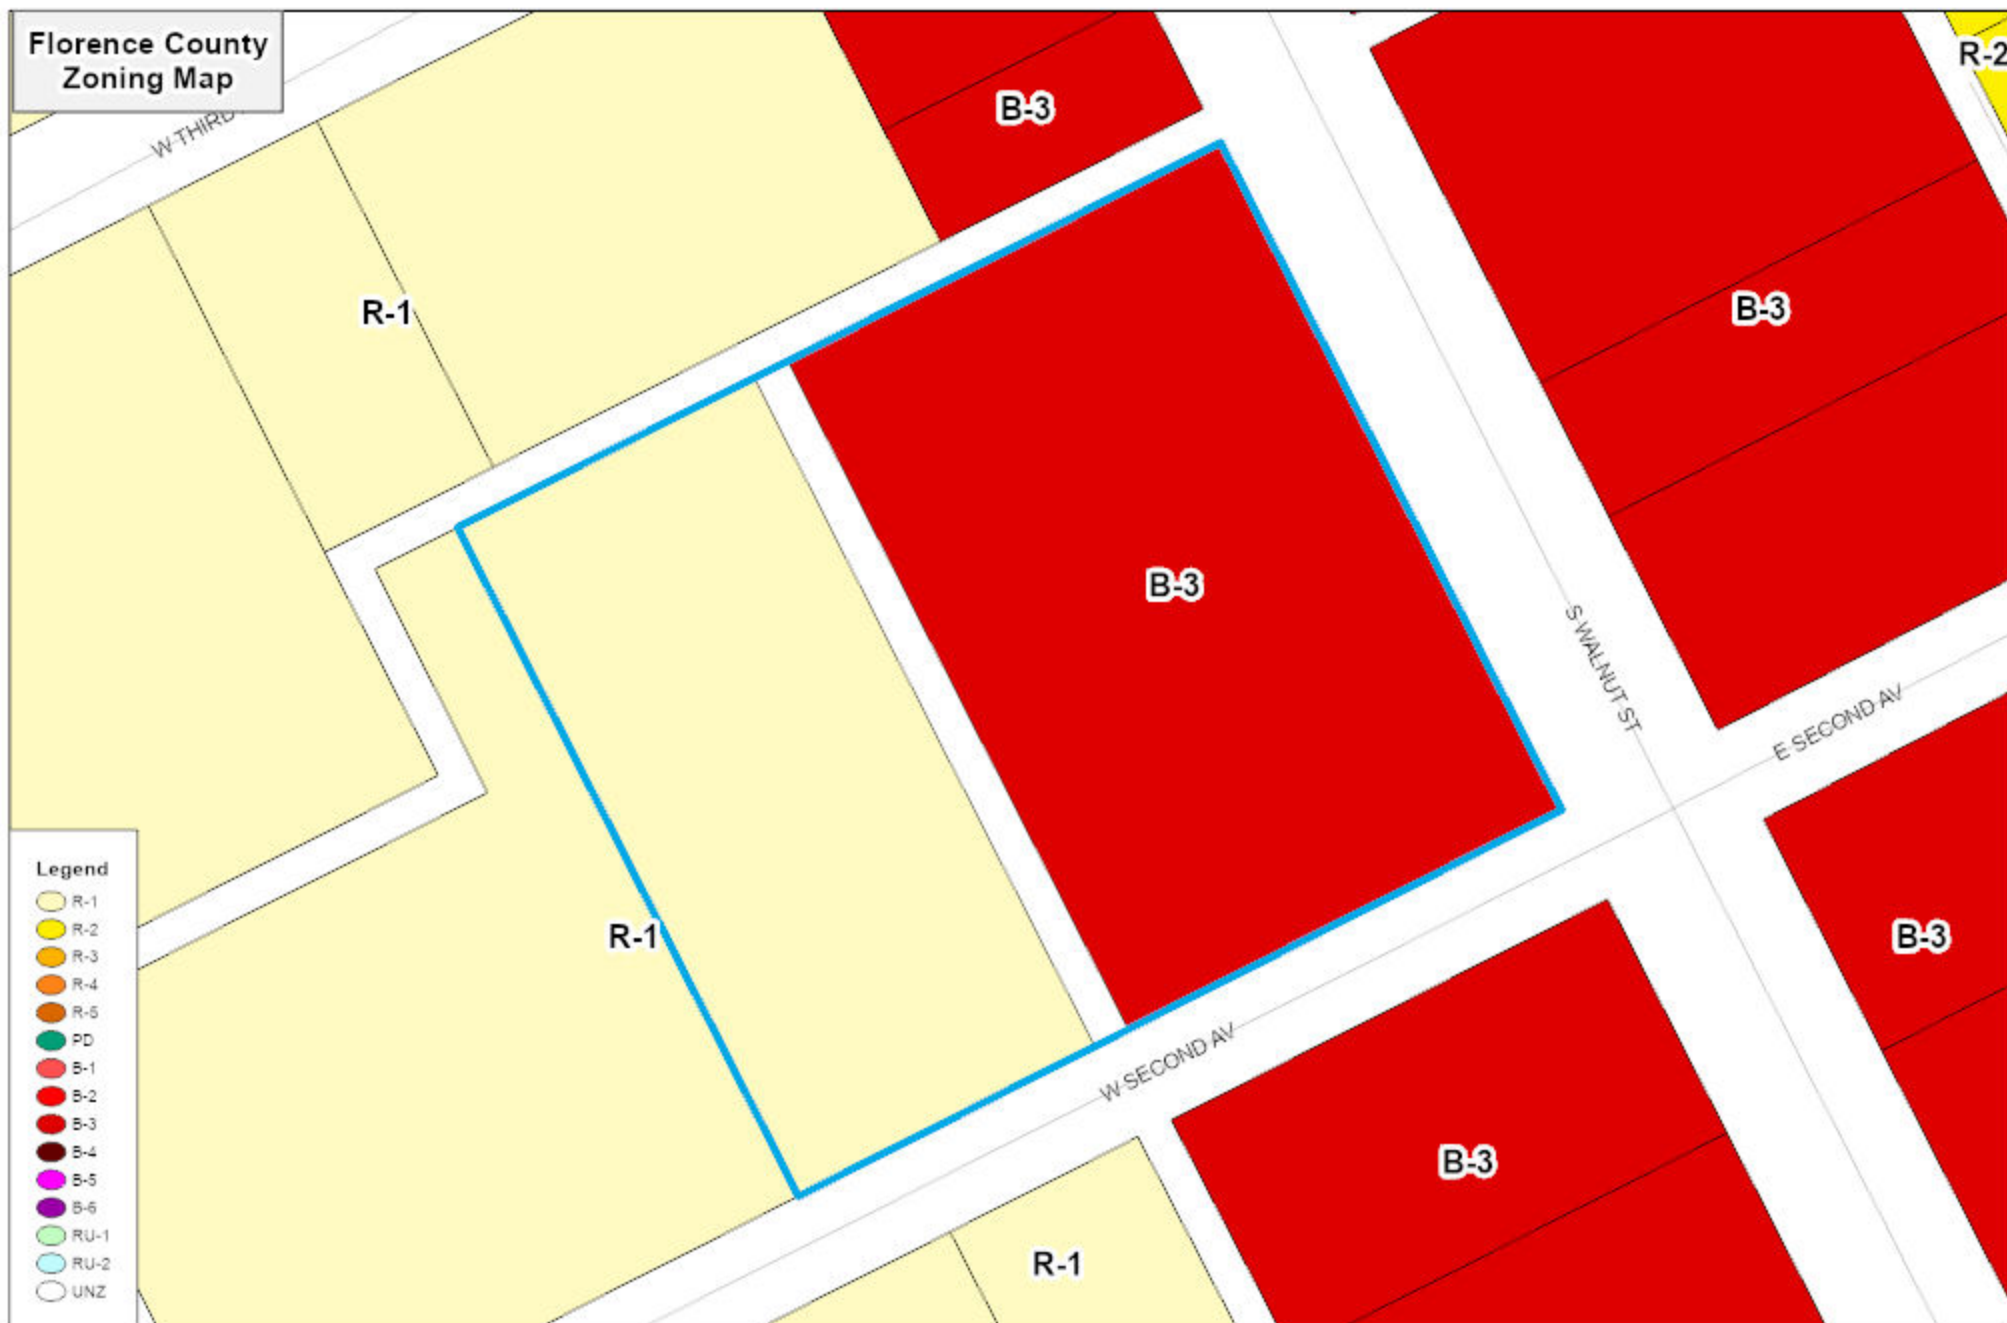 Florence County
Zoning Map
W THIRD
B-3
R-2
R-1
B-3
B-3
S WALNUT ST
E SECOND AV
R-1
B-3
W SECOND AV
B-3
R-1
Legend
R-1
R-2
R-3
R-4
R-5
PD
B-1
B-2
B-3
B-4
B-5
B-6
RU-1
RU-2
UNZ